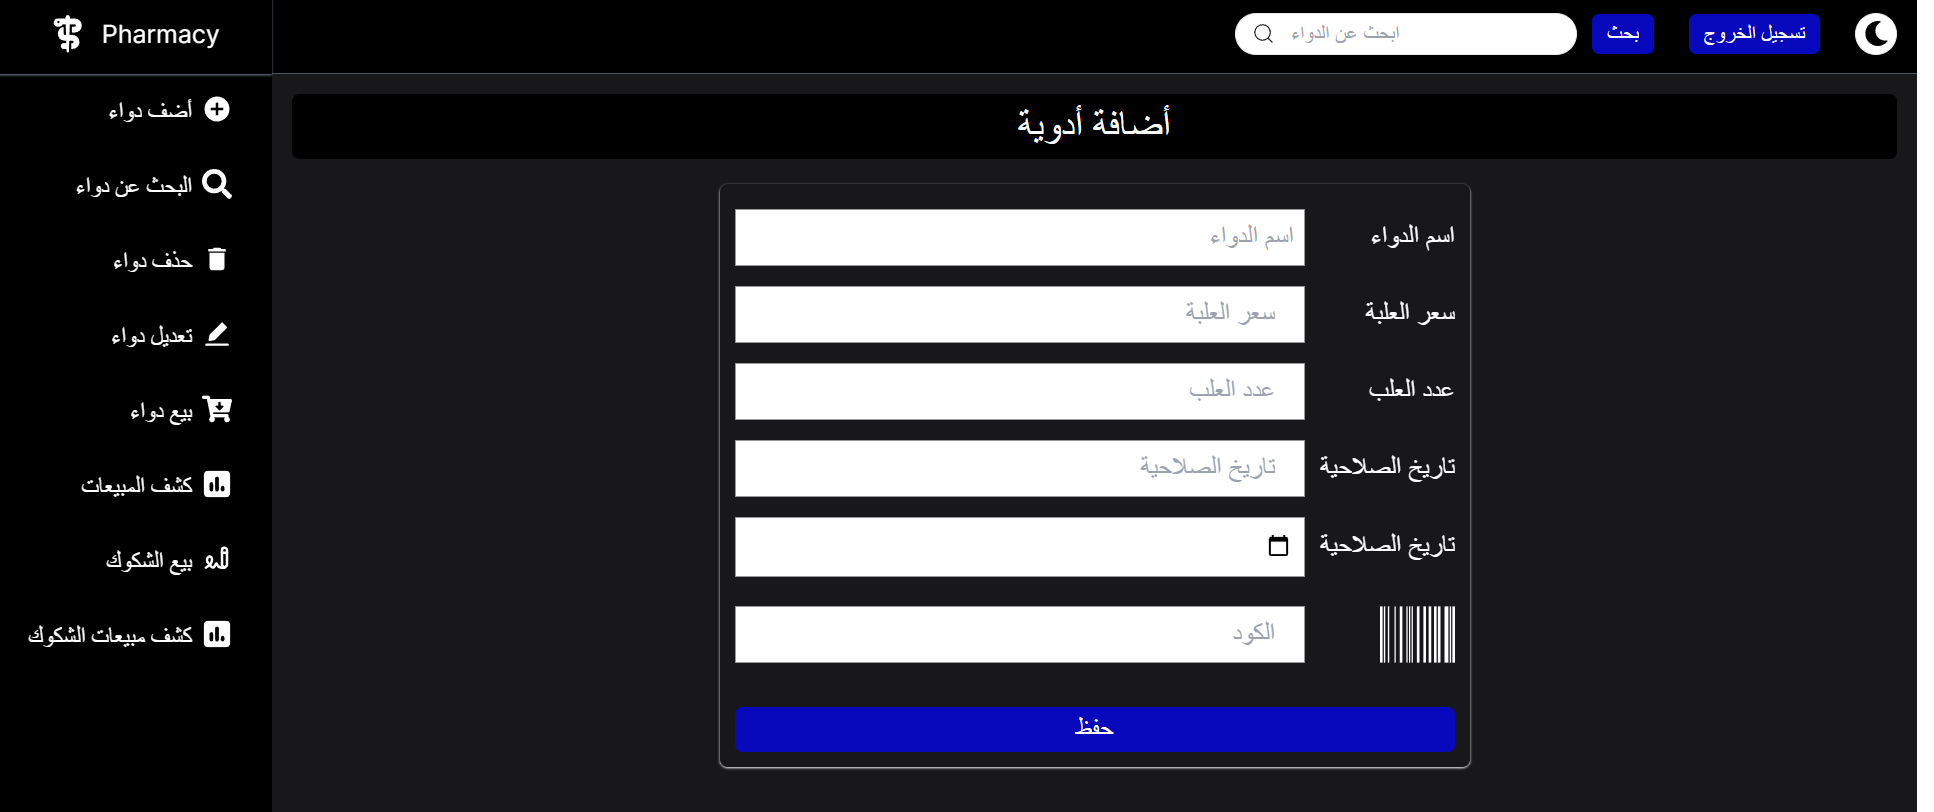 Pharmacy
ابحث عن الدواء
بحث
تسجيل الخروج
أضف دواء
البحث عن دواء
حذف دواء
تعديل دواء
بيع دواء
كشف المبيعات
بيع الشكوك
كشف مبيعات الشكوك
أضافة أدوية
اسم الدواء
اسم الدواء
سعر العلبة
سعر العلبة
عدد العلب
عدد العلب
تاريخ الصلاحية
تاريخ الصلاحية
تاريخ الصلاحية
الكود
حفظ